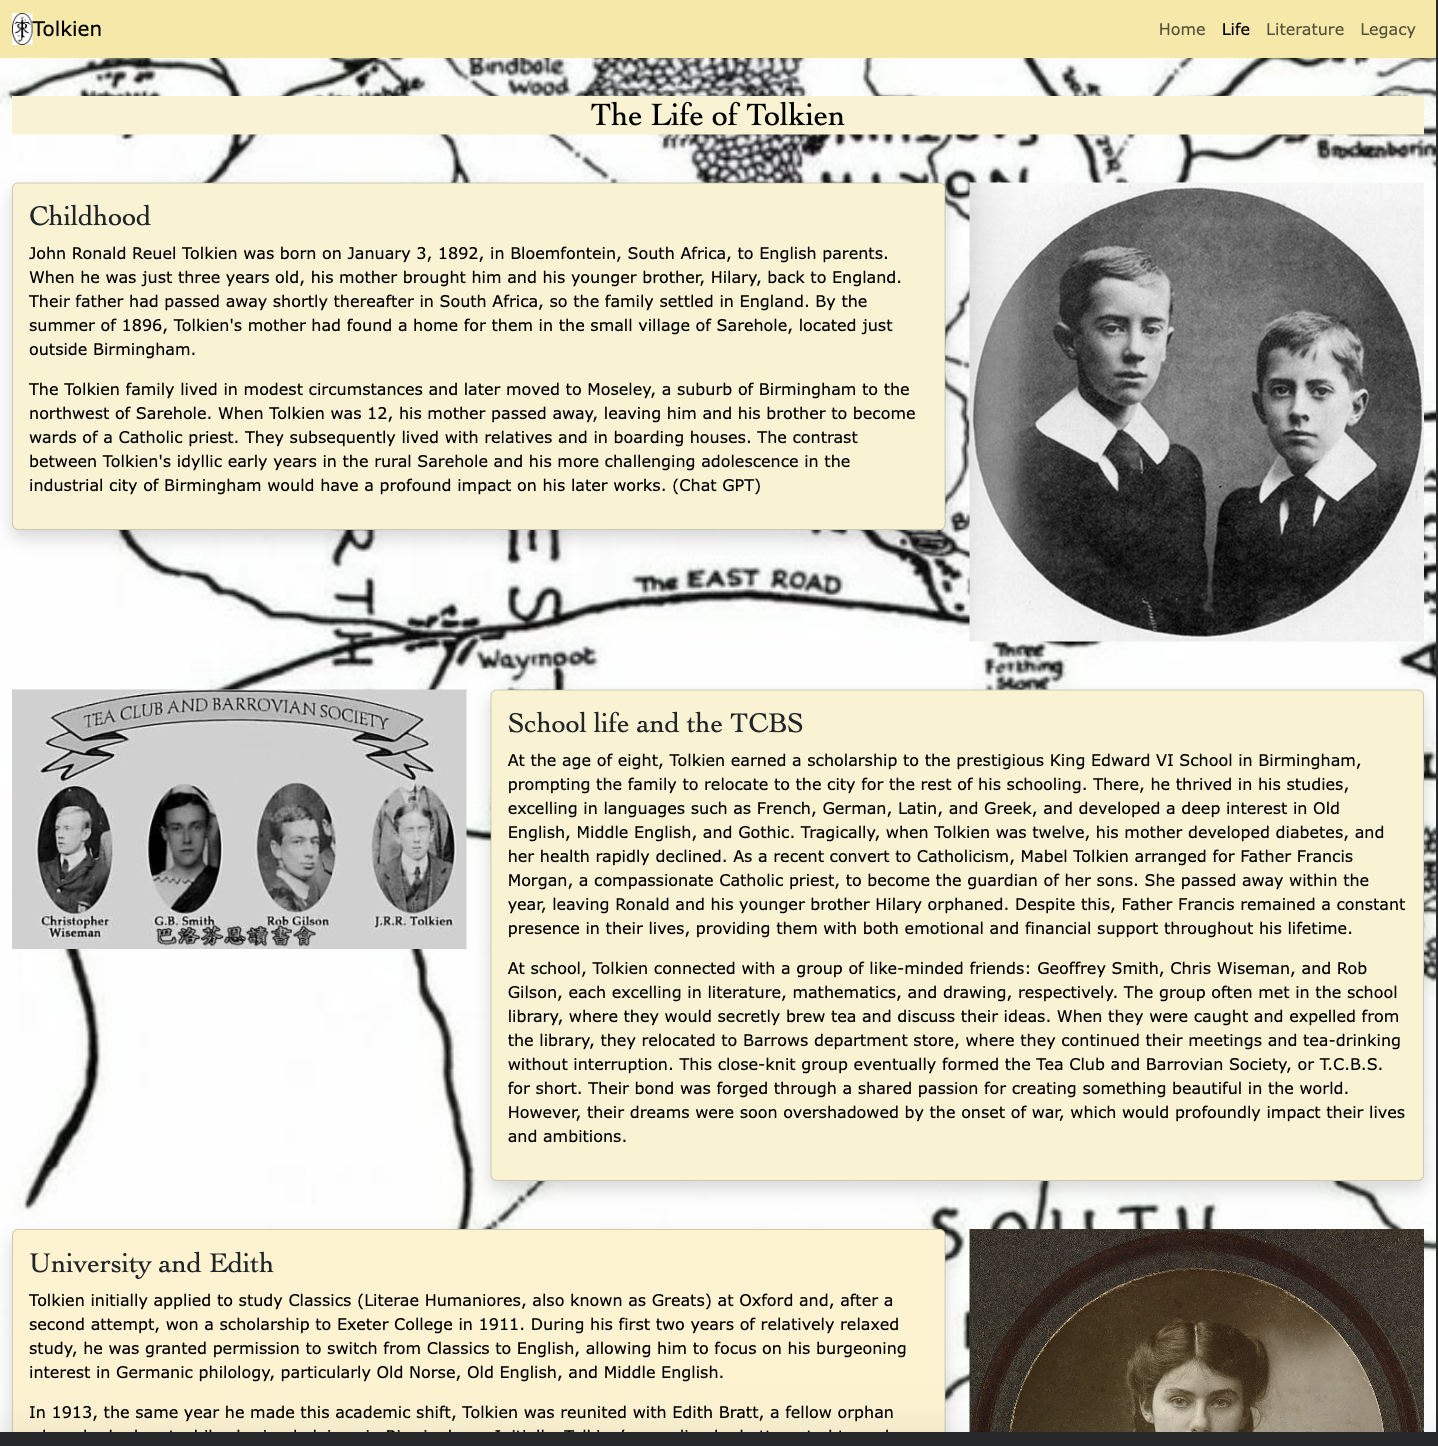 Tolkien
Home Life Literature Legacy
Bindbole
Wood
The Life of Tolkien
Childhood
John Ronald Reuel Tolkien was born on January 3, 1892, in Bloemfontein, South Africa, to English parents.
When he was just three years old, his mother brought him and his younger brother, Hilary, back to England.
Their father had passed away shortly thereafter in South Africa, so the family settled in England. By the
summer of 1896, Tolkien's mother had found a home for them in the small village of Sarehole, located just
outside Birmingham.
The Tolkien family lived in modest circumstances and later moved to Moseley, a suburb of Birmingham to the
northwest of Sarehole. When Tolkien was 12, his mother passed away, leaving him and his brother to become
wards of a Catholic priest. They subsequently lived with relatives and in boarding houses. The contrast
between Tolkien's idyllic early years in the rural Sarehole and his more challenging adolescence in the
industrial city of Birmingham would have a profound impact on his later works. (Chat GPT)
The EAST ROAD
Waymoot
Three
Farthing
Stone
TEA CLUB AND BARROVIAN SOCIETY
Christopher
Wiseman
G.B. Smith
Rob Gilson
J.R.R. Tolkien
巴洛芬恩讀書會
School life and the TCBS
At the age of eight, Tolkien earned a scholarship to the prestigious King Edward VI School in Birmingham,
prompting the family to relocate to the city for the rest of his schooling. There, he thrived in his studies,
excelling in languages such as French, German, Latin, and Greek, and developed a deep interest in Old
English, Middle English, and Gothic. Tragically, when Tolkien was twelve, his mother developed diabetes, and
her health rapidly declined. As a recent convert to Catholicism, Mabel Tolkien arranged for Father Francis
Morgan, a compassionate Catholic priest, to become the guardian of her sons. She passed away within the
year, leaving Ronald and his younger brother Hilary orphaned. Despite this, Father Francis remained a constant
presence in their lives, providing them with both emotional and financial support throughout his lifetime.
At school, Tolkien connected with a group of like-minded friends: Geoffrey Smith, Chris Wiseman, and Rob
Gilson, each excelling in literature, mathematics, and drawing, respectively. The group often met in the school
library, where they would secretly brew tea and discuss their ideas. When they were caught and expelled from
the library, they relocated to Barrows department store, where they continued their meetings and tea-drinking
without interruption. This close-knit group eventually formed the Tea Club and Barrovian Society, or T.C.B.S.
for short. Their bond was forged through a shared passion for creating something beautiful in the world.
However, their dreams were soon overshadowed by the onset of war, which would profoundly impact their lives
and ambitions.
SOUTH
University and Edith
Tolkien initially applied to study Classics (Literae Humaniores, also known as Greats) at Oxford and, after a
second attempt, won a scholarship to Exeter College in 1911. During his first two years of relatively relaxed
study, he was granted permission to switch from Classics to English, allowing him to focus on his burgeoning
interest in Germanic philology, particularly Old Norse, Old English, and Middle English.
In 1913, the same year he made this academic shift, Tolkien was reunited with Edith Bratt, a fellow orphan